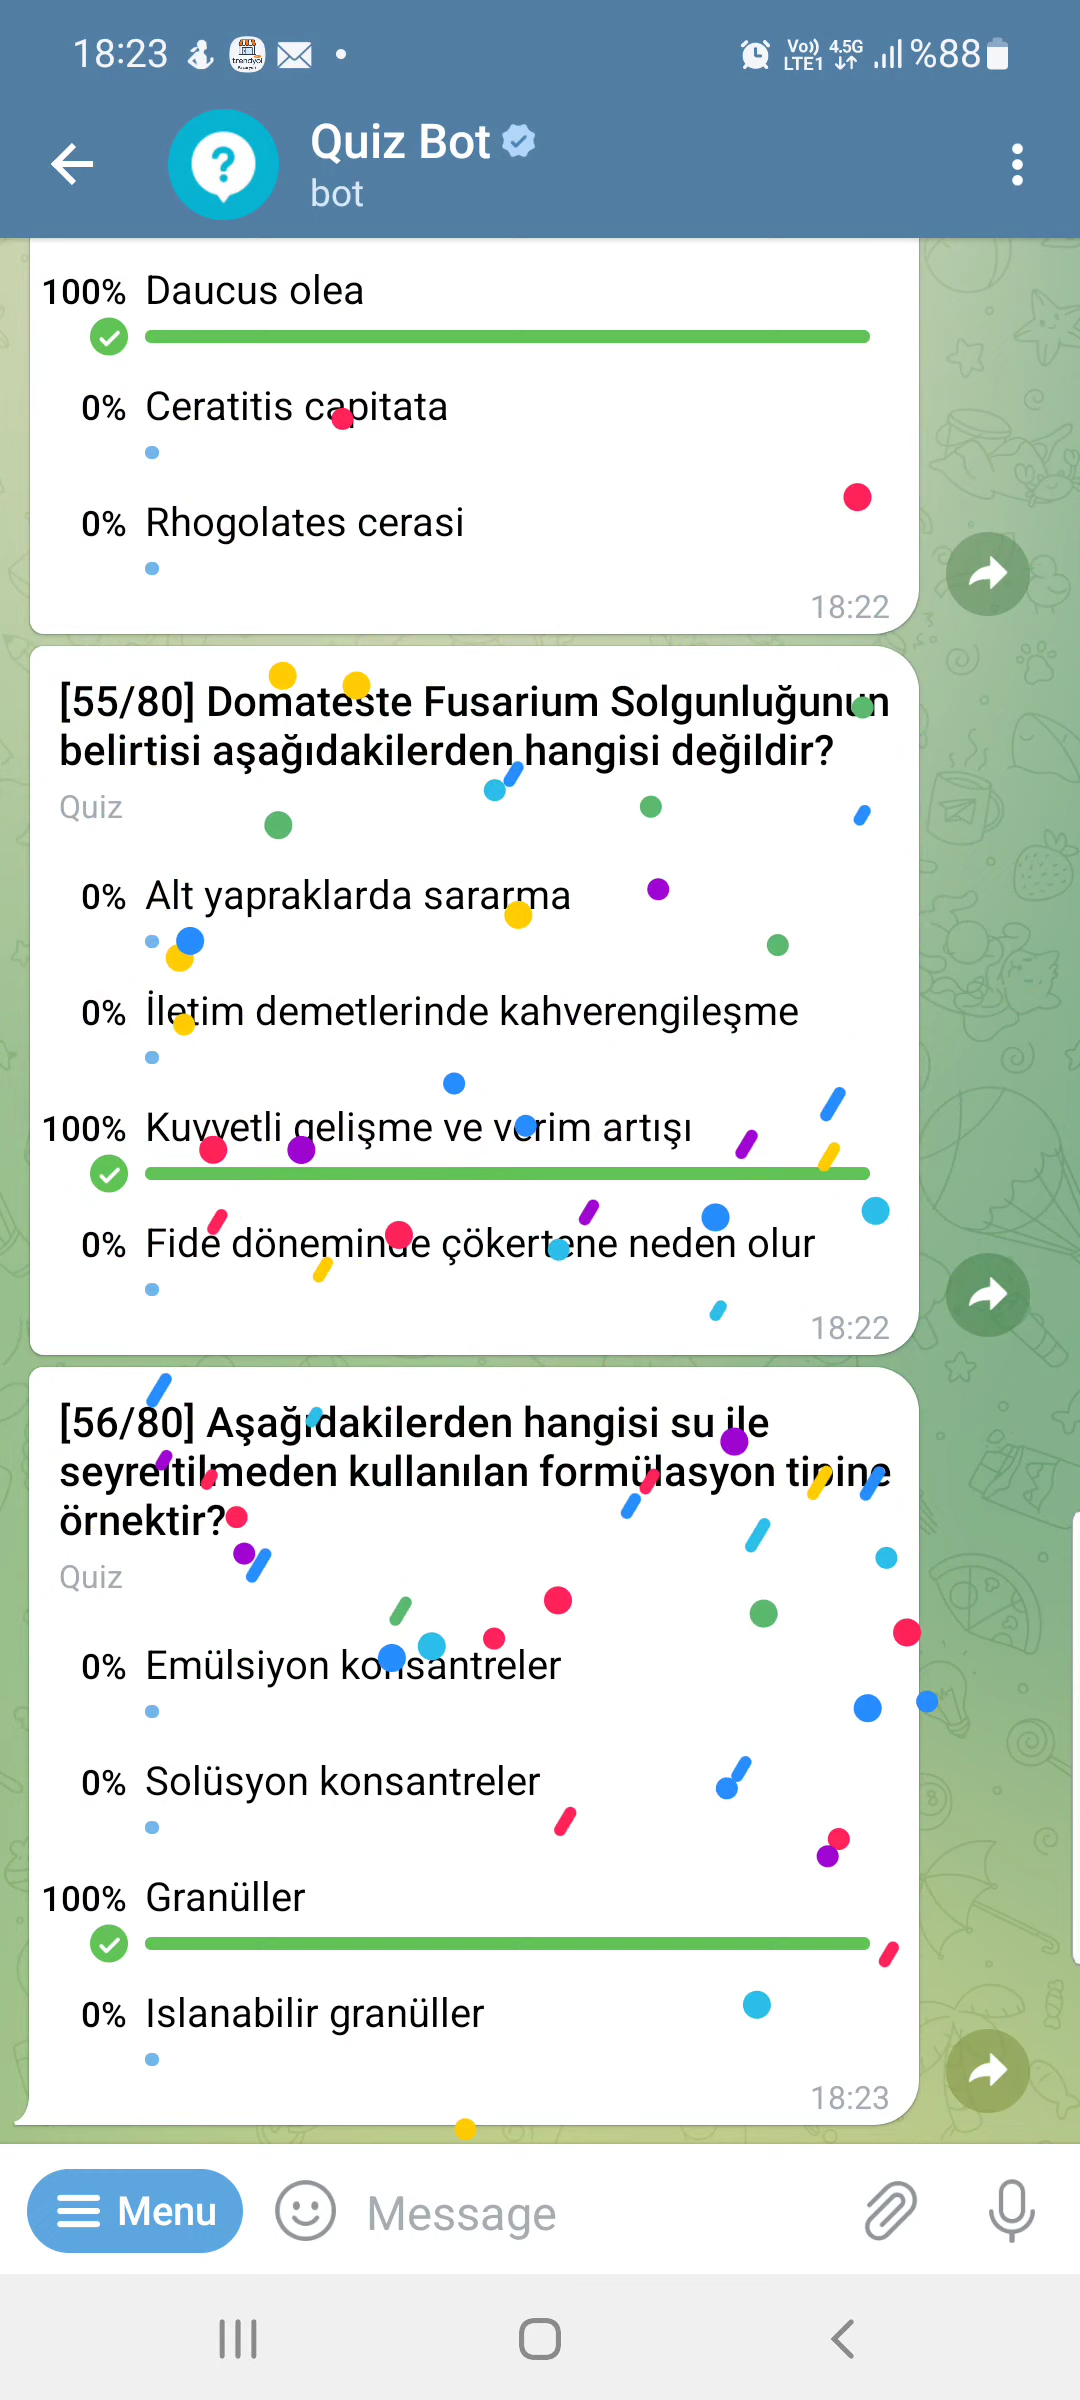 18:23
trendyol
Vo)) 4.5G
LTE1
%88
Quiz Bot
bot
100% Daucus olea
0% Ceratitis capitata
0% Rhogolates cerasi
18:22
[55/80] Domateste Fusarium Solgunluğunun
belirtisi aşağıdakilerden hangisi değildir?
Quiz
0% Alt yapraklarda sararma
0% İletim demetlerinde kahverengileşme
100% Kuvvetli gelişme ve verim artışı
0% Fide döneminde çökertene neden olur
18:22
[56/80] Aşağıdakilerden hangisi su ile
seyreltilmeden kullanılan formülasyon tipine
örnektir?
Quiz
0% Emülsiyon konsantreler
0% Solüsyon konsantreler
100% Granüller
0% Islanabilir granüller
18:23
Menu
Message